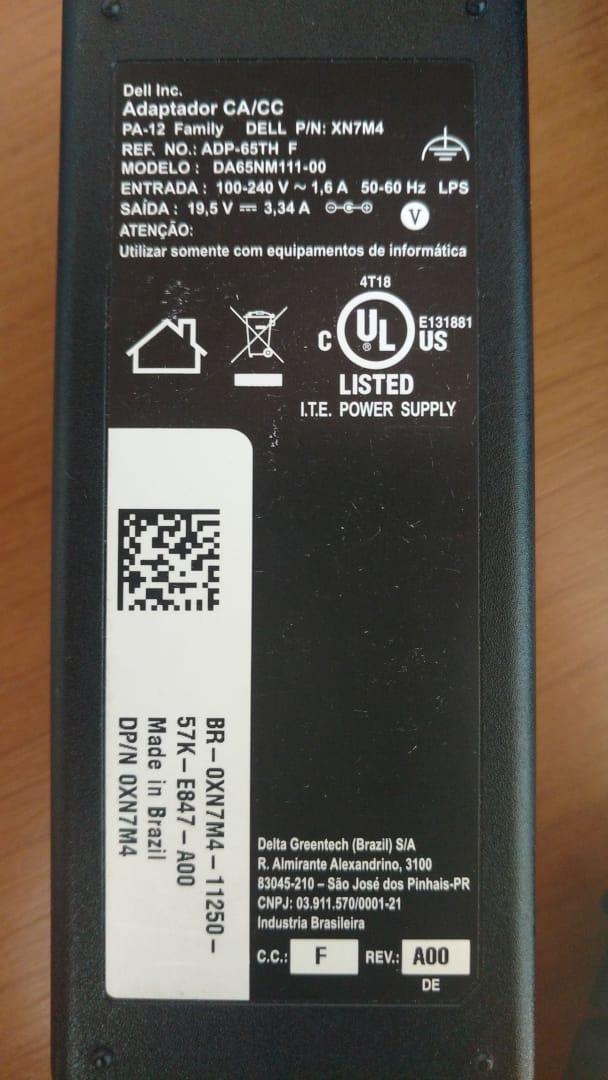 Dell Inc.
Adaptador CA/CC
PA-12 Family DELL P/N: XN7M4
REF. NO.: ADP-65TH F
MODELO : DA65NM111-00
ENTRADA : 100-240 V ~ 1,6 A 50-60 Hz LPS
SAÍDA : 19,5 V ⎓ 3,34 A
V
ATENÇÃO:
Utilizar somente com equipamentos de informática
4T18
C UL ® US
E131881
LISTED
I.T.E. POWER SUPPLY
BR-0XN7M4-11250-
57K-E847-A00
Made in Brazil
DP/N 0XN7M4
Delta Greentech (Brazil) S/A
R. Almirante Alexandrino, 3100
83045-210 – São José dos Pinhais-PR
CNPJ: 03.911.570/0001-21
Industria Brasileira
C.C.: F REV.: A00
DE